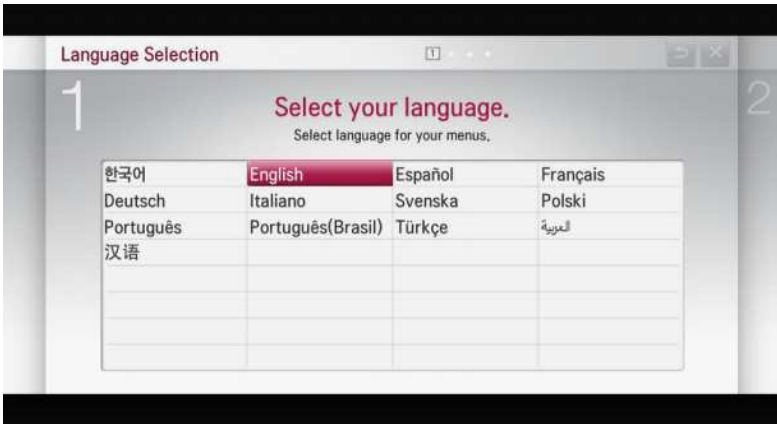 Language Selection 1
1 2
Select your language.
Select language for your menus.
한국어 English Español Français
Deutsch Italiano Svenska Polski
Português Português(Brasil) Türkçe العربية
汉语